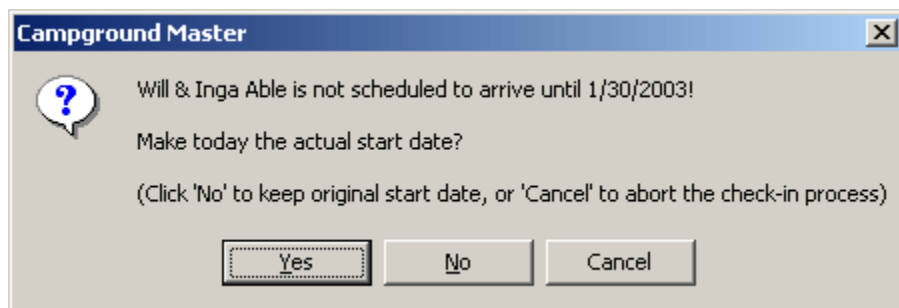 Campground Master
Will & Inga Able is not scheduled to arrive until 1/30/2003!
Make today the actual start date?
(Click 'No' to keep original start date, or 'Cancel' to abort the check-in process)
Yes No Cancel